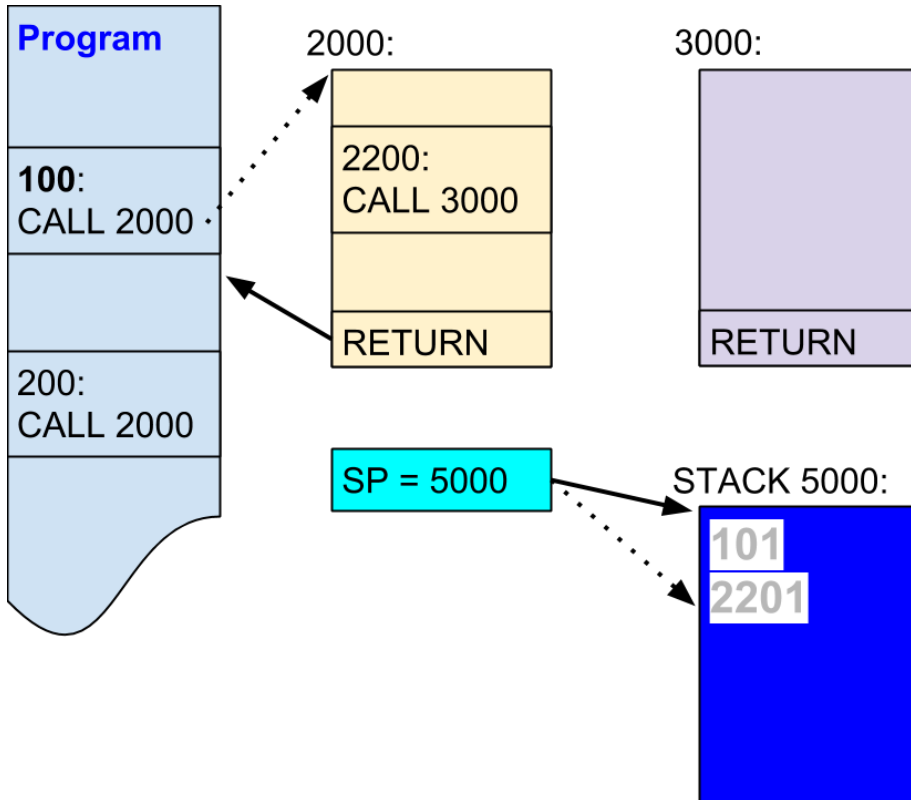 Program
100:
CALL 2000
200:
CALL 2000
2000:
2200:
CALL 3000
RETURN
3000:
RETURN
SP = 5000
STACK 5000:
101
2201